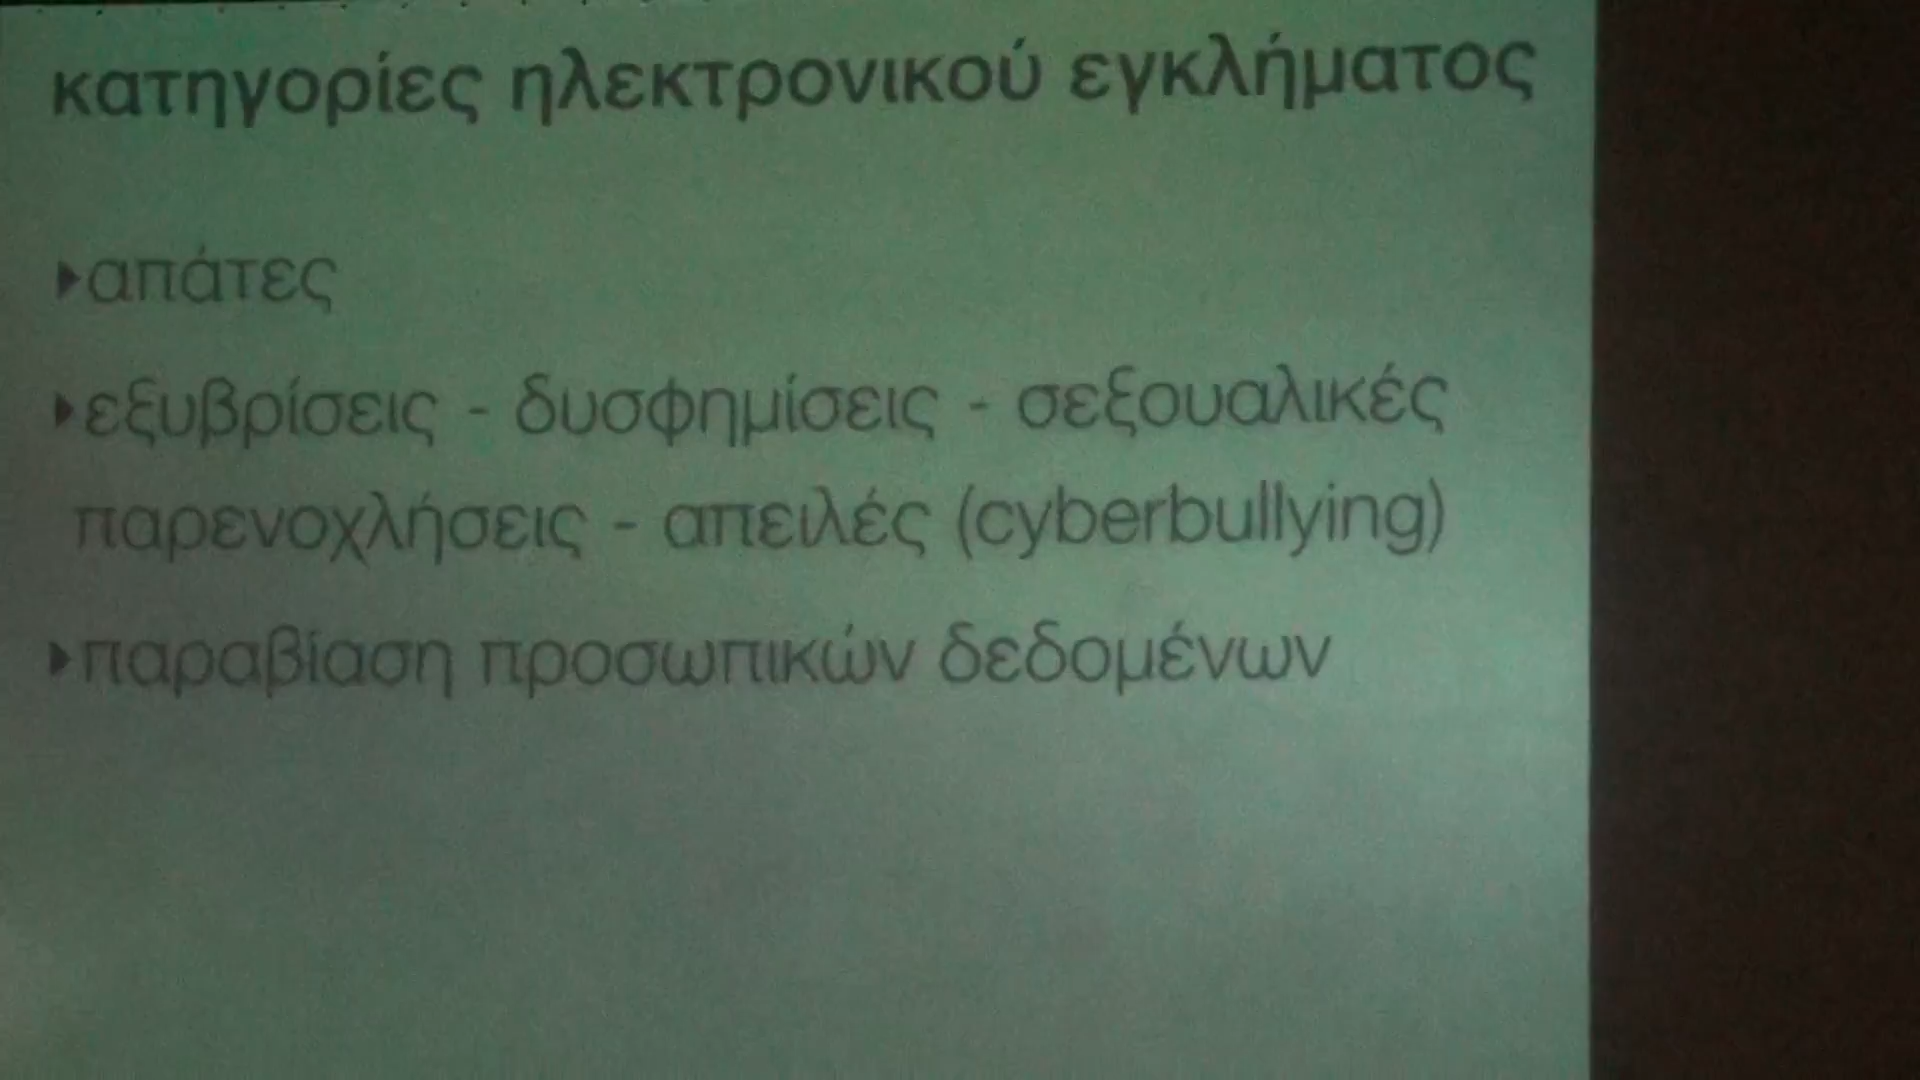 κατηγορίες ηλεκτρονικού εγκλήματος
▸απάτες
▸εξυβρίσεις - δυσφημίσεις - σεξουαλικές
παρενοχλήσεις - απειλές (cyberbullying)
▸παραβίαση προσωπικών δεδομένων